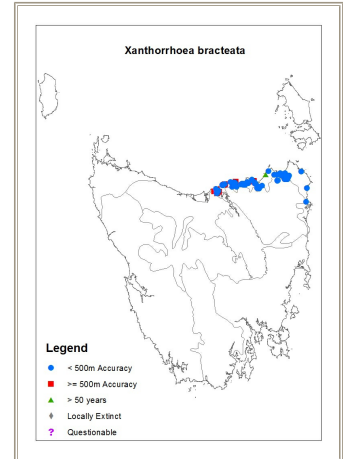 Xanthorrhoea bracteata
Legend
< 500m Accuracy
>= 500m Accuracy
> 50 years
Locally Extinct
? Questionable